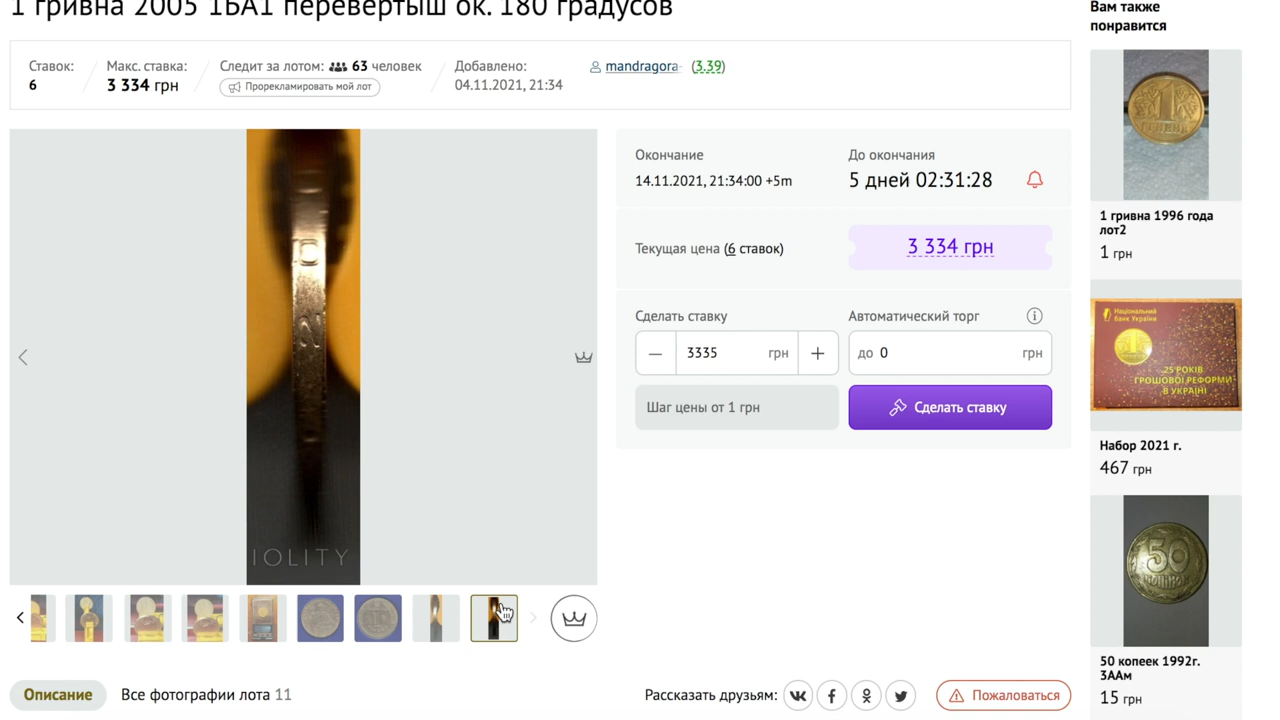 1 гривна 2005 1БА1 перевертыш ок. 180 градусов
Ставок:
6
Макс. ставка:
3 334 грн
Следит за лотом: 63 человек
Прорекламировать мой лот
Добавлено:
04.11.2021, 21:34
mandragora (3.39)
IOLITY
Описание
Все фотографии лота 11
Окончание
14.11.2021, 21:34:00 +5m
До окончания
5 дней 02:31:28
Текущая цена (6 ставок)
3 334 грн
Сделать ставку
3335 грн
Автоматический торг
до 0 грн
Шаг цены от 1 грн
Сделать ставку
Рассказать друзьям:
Пожаловаться
Вам также
понравится
1
1 гривна 1996 года
лот2
1 грн
Національний
банк України
25 РОКІВ
ГРОШОВОЇ РЕФОРМИ
В УКРАЇНІ
Набор 2021 г.
467 грн
50
50 копеек 1992г.
3ААм
15 грн